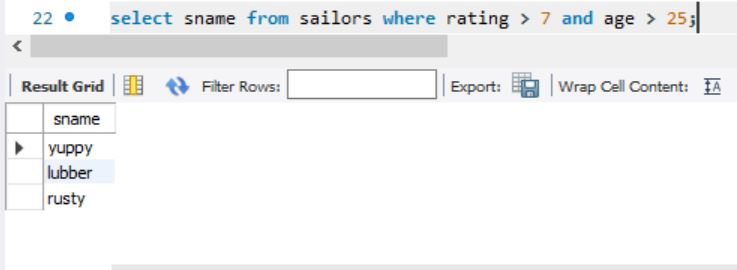 22 select sname from sailors where rating > 7 and age > 25;
Result Grid Filter Rows: Export: Wrap Cell Content: IA
sname
yuppy
lubber
rusty